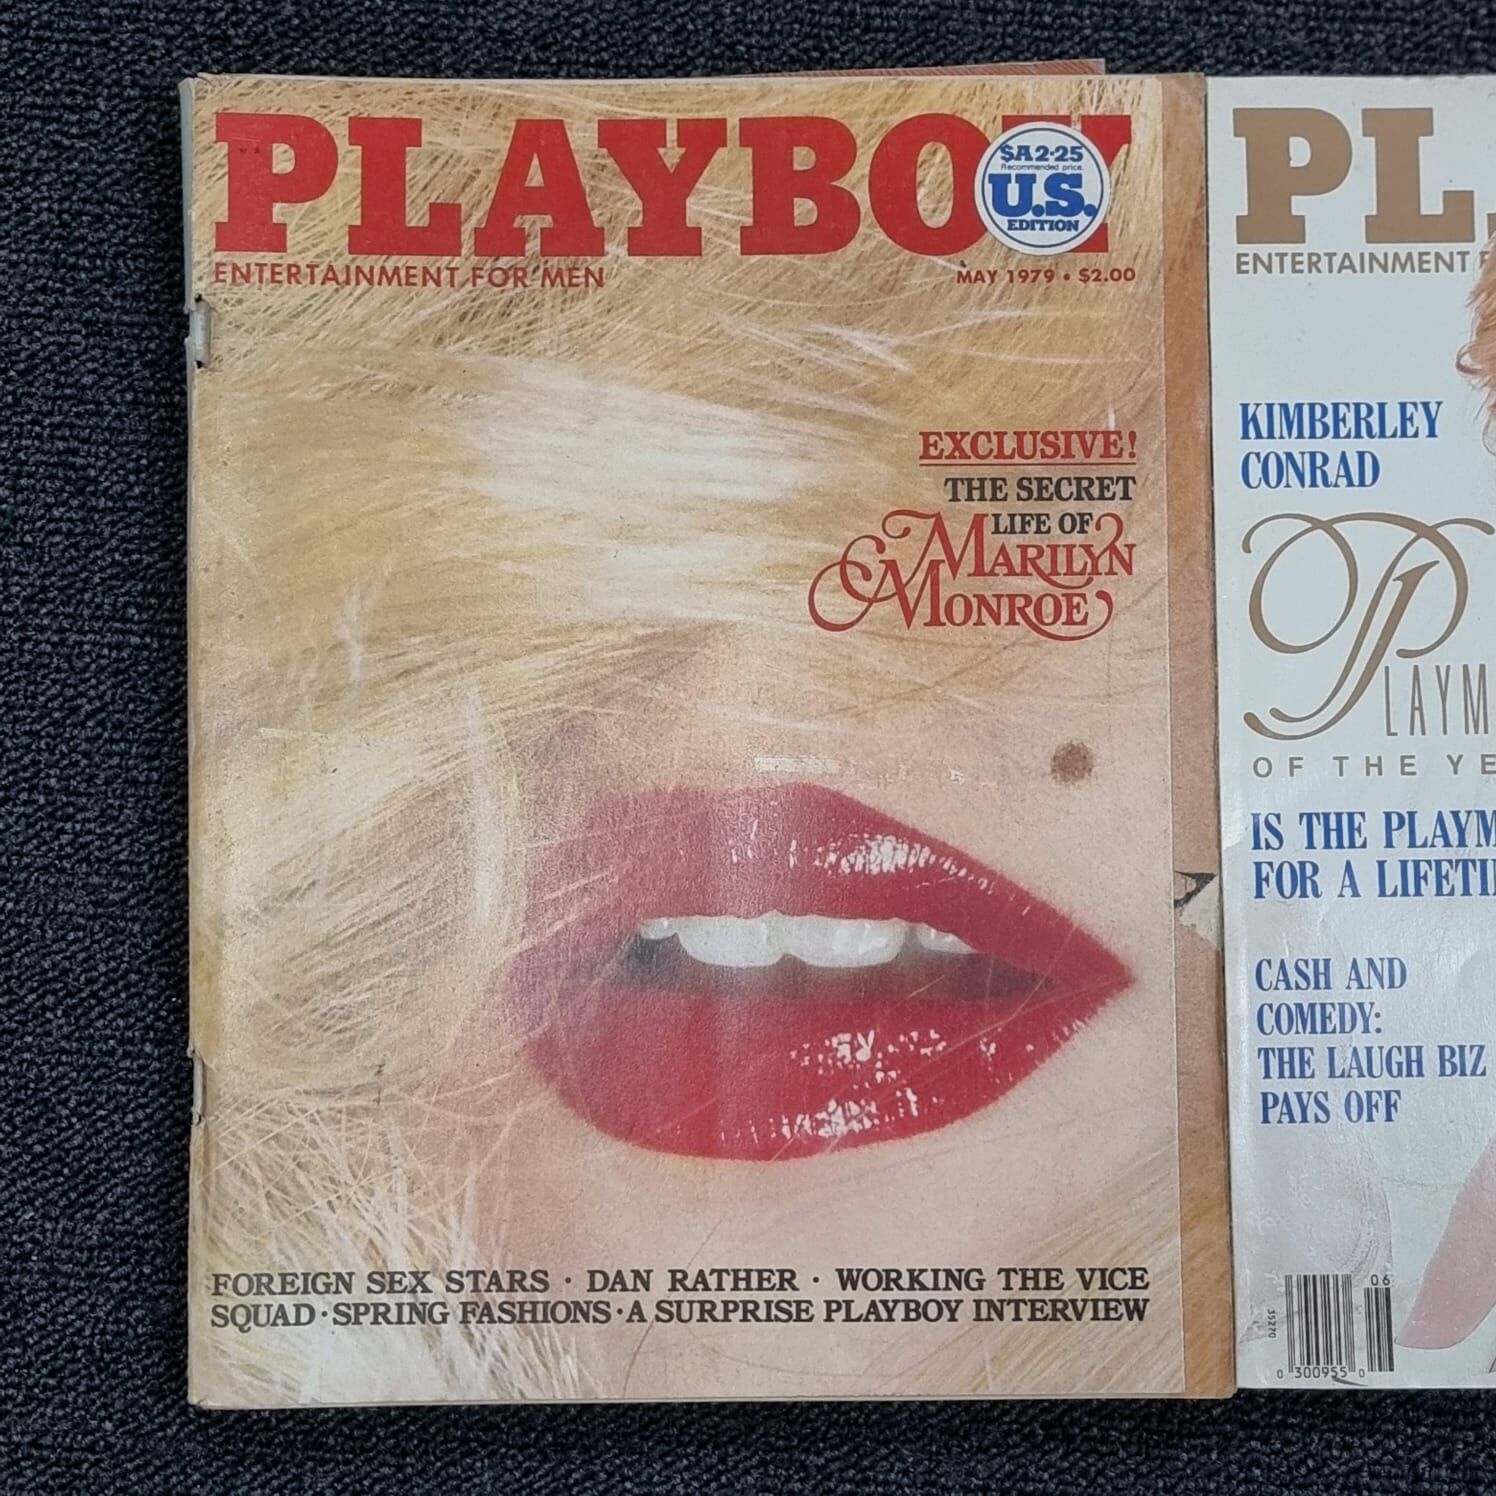 PLAYBOY
$A2·25
Recommended price.
U.S.
EDITION
ENTERTAINMENT FOR MEN
MAY 1979 • $2.00
EXCLUSIVE!
THE SECRET
LIFE OF
MARILYN
MONROE
FOREIGN SEX STARS · DAN RATHER · WORKING THE VICE
SQUAD · SPRING FASHIONS · A SURPRISE PLAYBOY INTERVIEW
PL
ENTERTAINMENT
KIMBERLEY
CONRAD
PLAYM
OF THE YE
IS THE PLAYM
FOR A LIFETI
CASH AND
COMEDY:
THE LAUGH BIZ
PAYS OFF
06
35270
0 300955 0